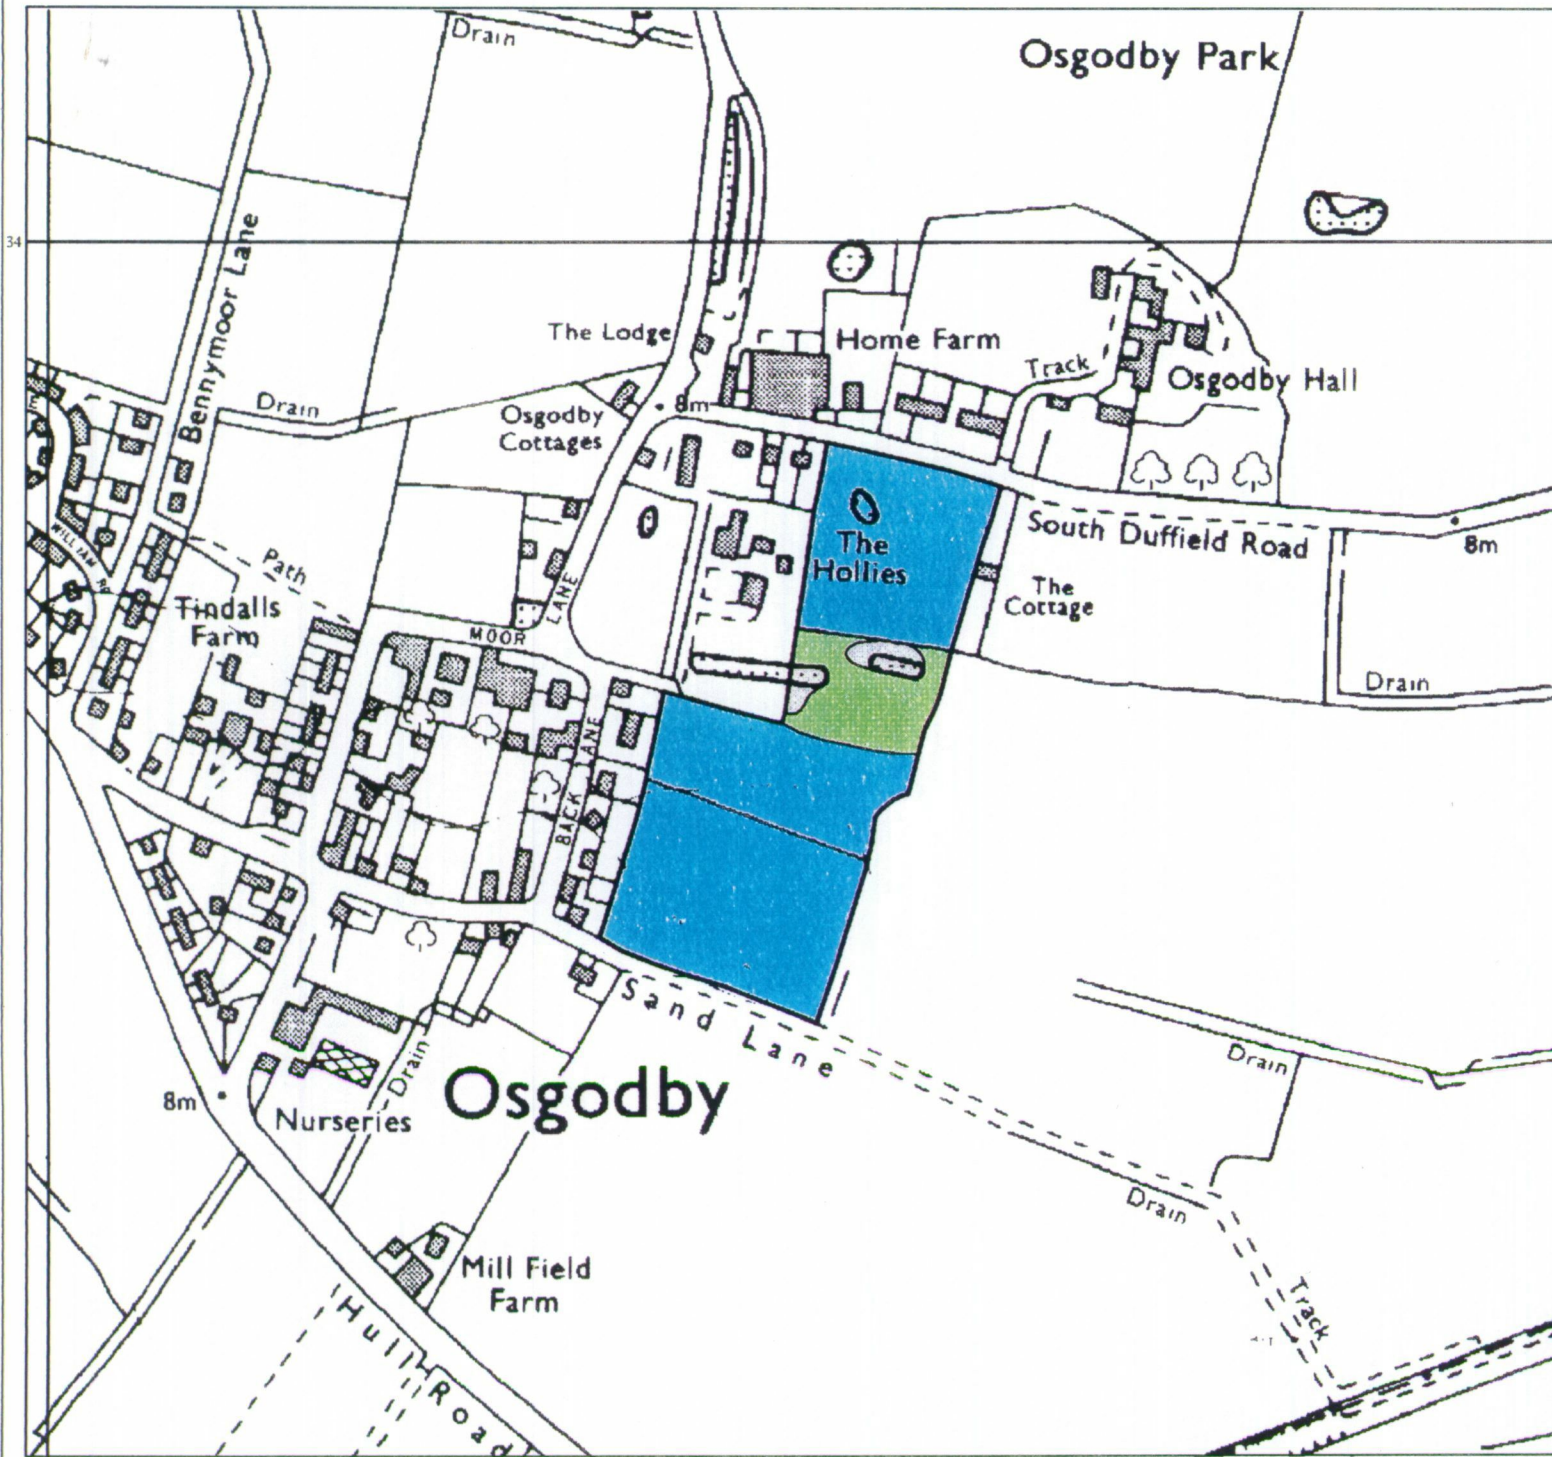 Drain
Osgodby Park
34
Bennymoor Lane
The Lodge
Home Farm
Track
Osgodby Hall
8m
Drain
Osgodby
Cottages
South Duffield Road
8m
The
Hollies
The
Cottage
WILLIAM
Path
Tindalls
Farm
MOOR
LANE
Drain
BACK LANE
Sand Lane
Drain
Drain
Osgodby
8m
Nurseries
Drain
Mill Field
Farm
Track
Hull Road